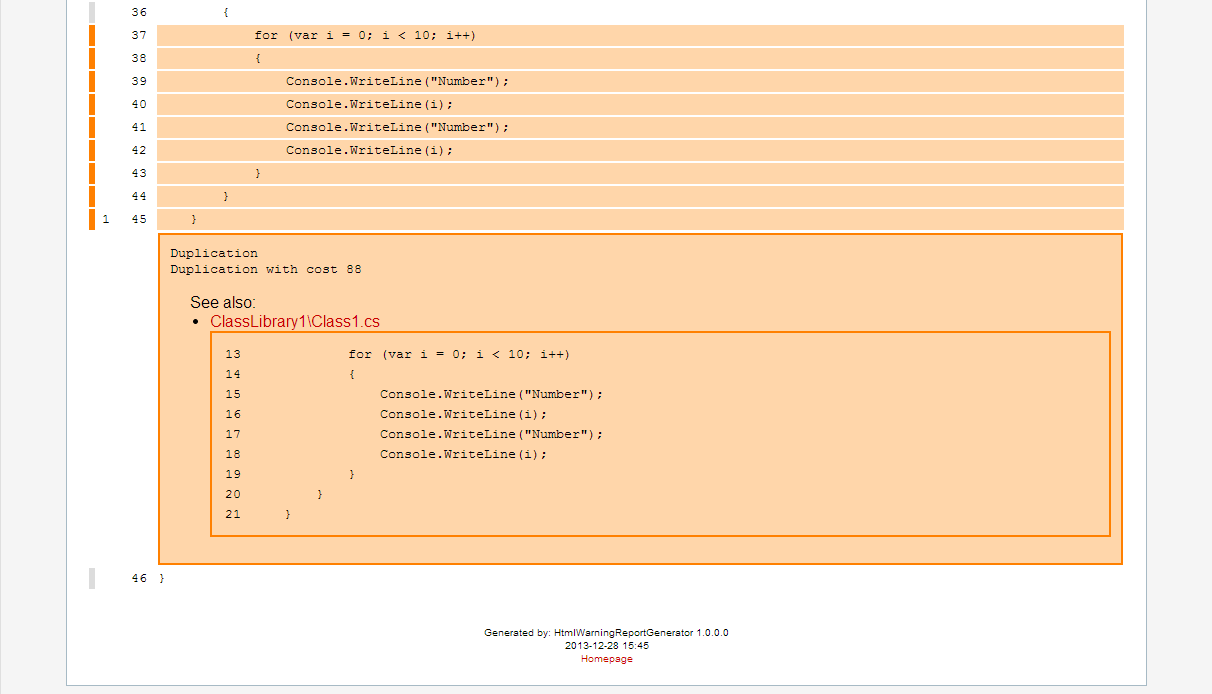 36 {
37 for (var i = 0; i < 10; i++)
38 {
39 Console.WriteLine("Number");
40 Console.WriteLine(i);
41 Console.WriteLine("Number");
42 Console.WriteLine(i);
43 }
44 }
1 45 }
Duplication
Duplication with cost 88
See also:
• ClassLibrary1\Class1.cs
13 for (var i = 0; i < 10; i++)
14 {
15 Console.WriteLine("Number");
16 Console.WriteLine(i);
17 Console.WriteLine("Number");
18 Console.WriteLine(i);
19 }
20 }
21 }
46 }
Generated by: HtmlWarningReportGenerator 1.0.0.0
2013-12-28 15:45
Homepage